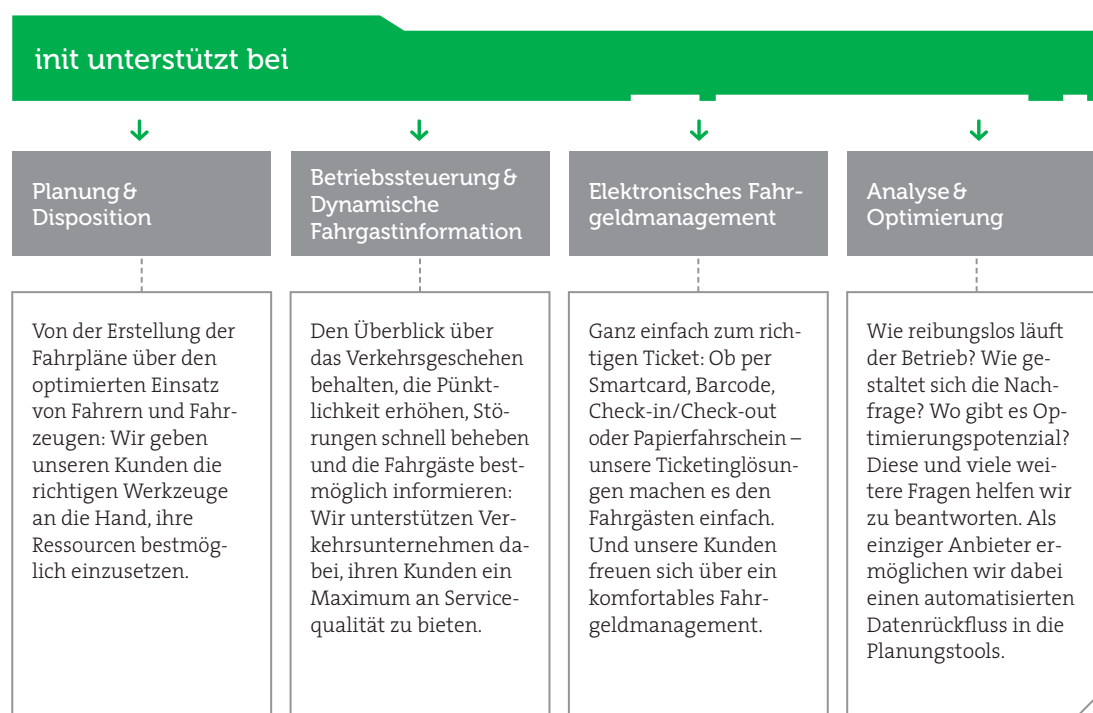 init unterstützt bei
Planung &
Disposition
Betriebssteuerung &
Dynamische
Fahrgastinformation
Elektronisches Fahr-
geldmanagement
Analyse &
Optimierung
Von der Erstellung der
Fahrpläne über den
optimierten Einsatz
von Fahrern und Fahr-
zeugen: Wir geben
unseren Kunden die
richtigen Werkzeuge
an die Hand, ihre
Ressourcen bestmög-
lich einzusetzen.
Den Überblick über
das Verkehrsgeschehen
behalten, die Pünkt-
lichkeit erhöhen, Stö-
rungen schnell beheben
und die Fahrgäste best-
möglich informieren:
Wir unterstützen Ver-
kehrsunternehmen da-
bei, ihren Kunden ein
Maximum an Service-
qualität zu bieten.
Ganz einfach zum rich-
tigen Ticket: Ob per
Smartcard, Barcode,
Check-in/Check-out
oder Papierfahrschein –
unsere Ticketinglösun-
gen machen es den
Fahrgästen einfach.
Und unsere Kunden
freuen sich über ein
komfortables Fahr-
geldmanagement.
Wie reibungslos läuft
der Betrieb? Wie ge-
staltet sich die Nach-
frage? Wo gibt es Op-
timierungspotenzial?
Diese und viele wei-
tere Fragen helfen wir
zu beantworten. Als
einziger Anbieter er-
möglichen wir dabei
einen automatisierten
Datenrückfluss in die
Planungstools.